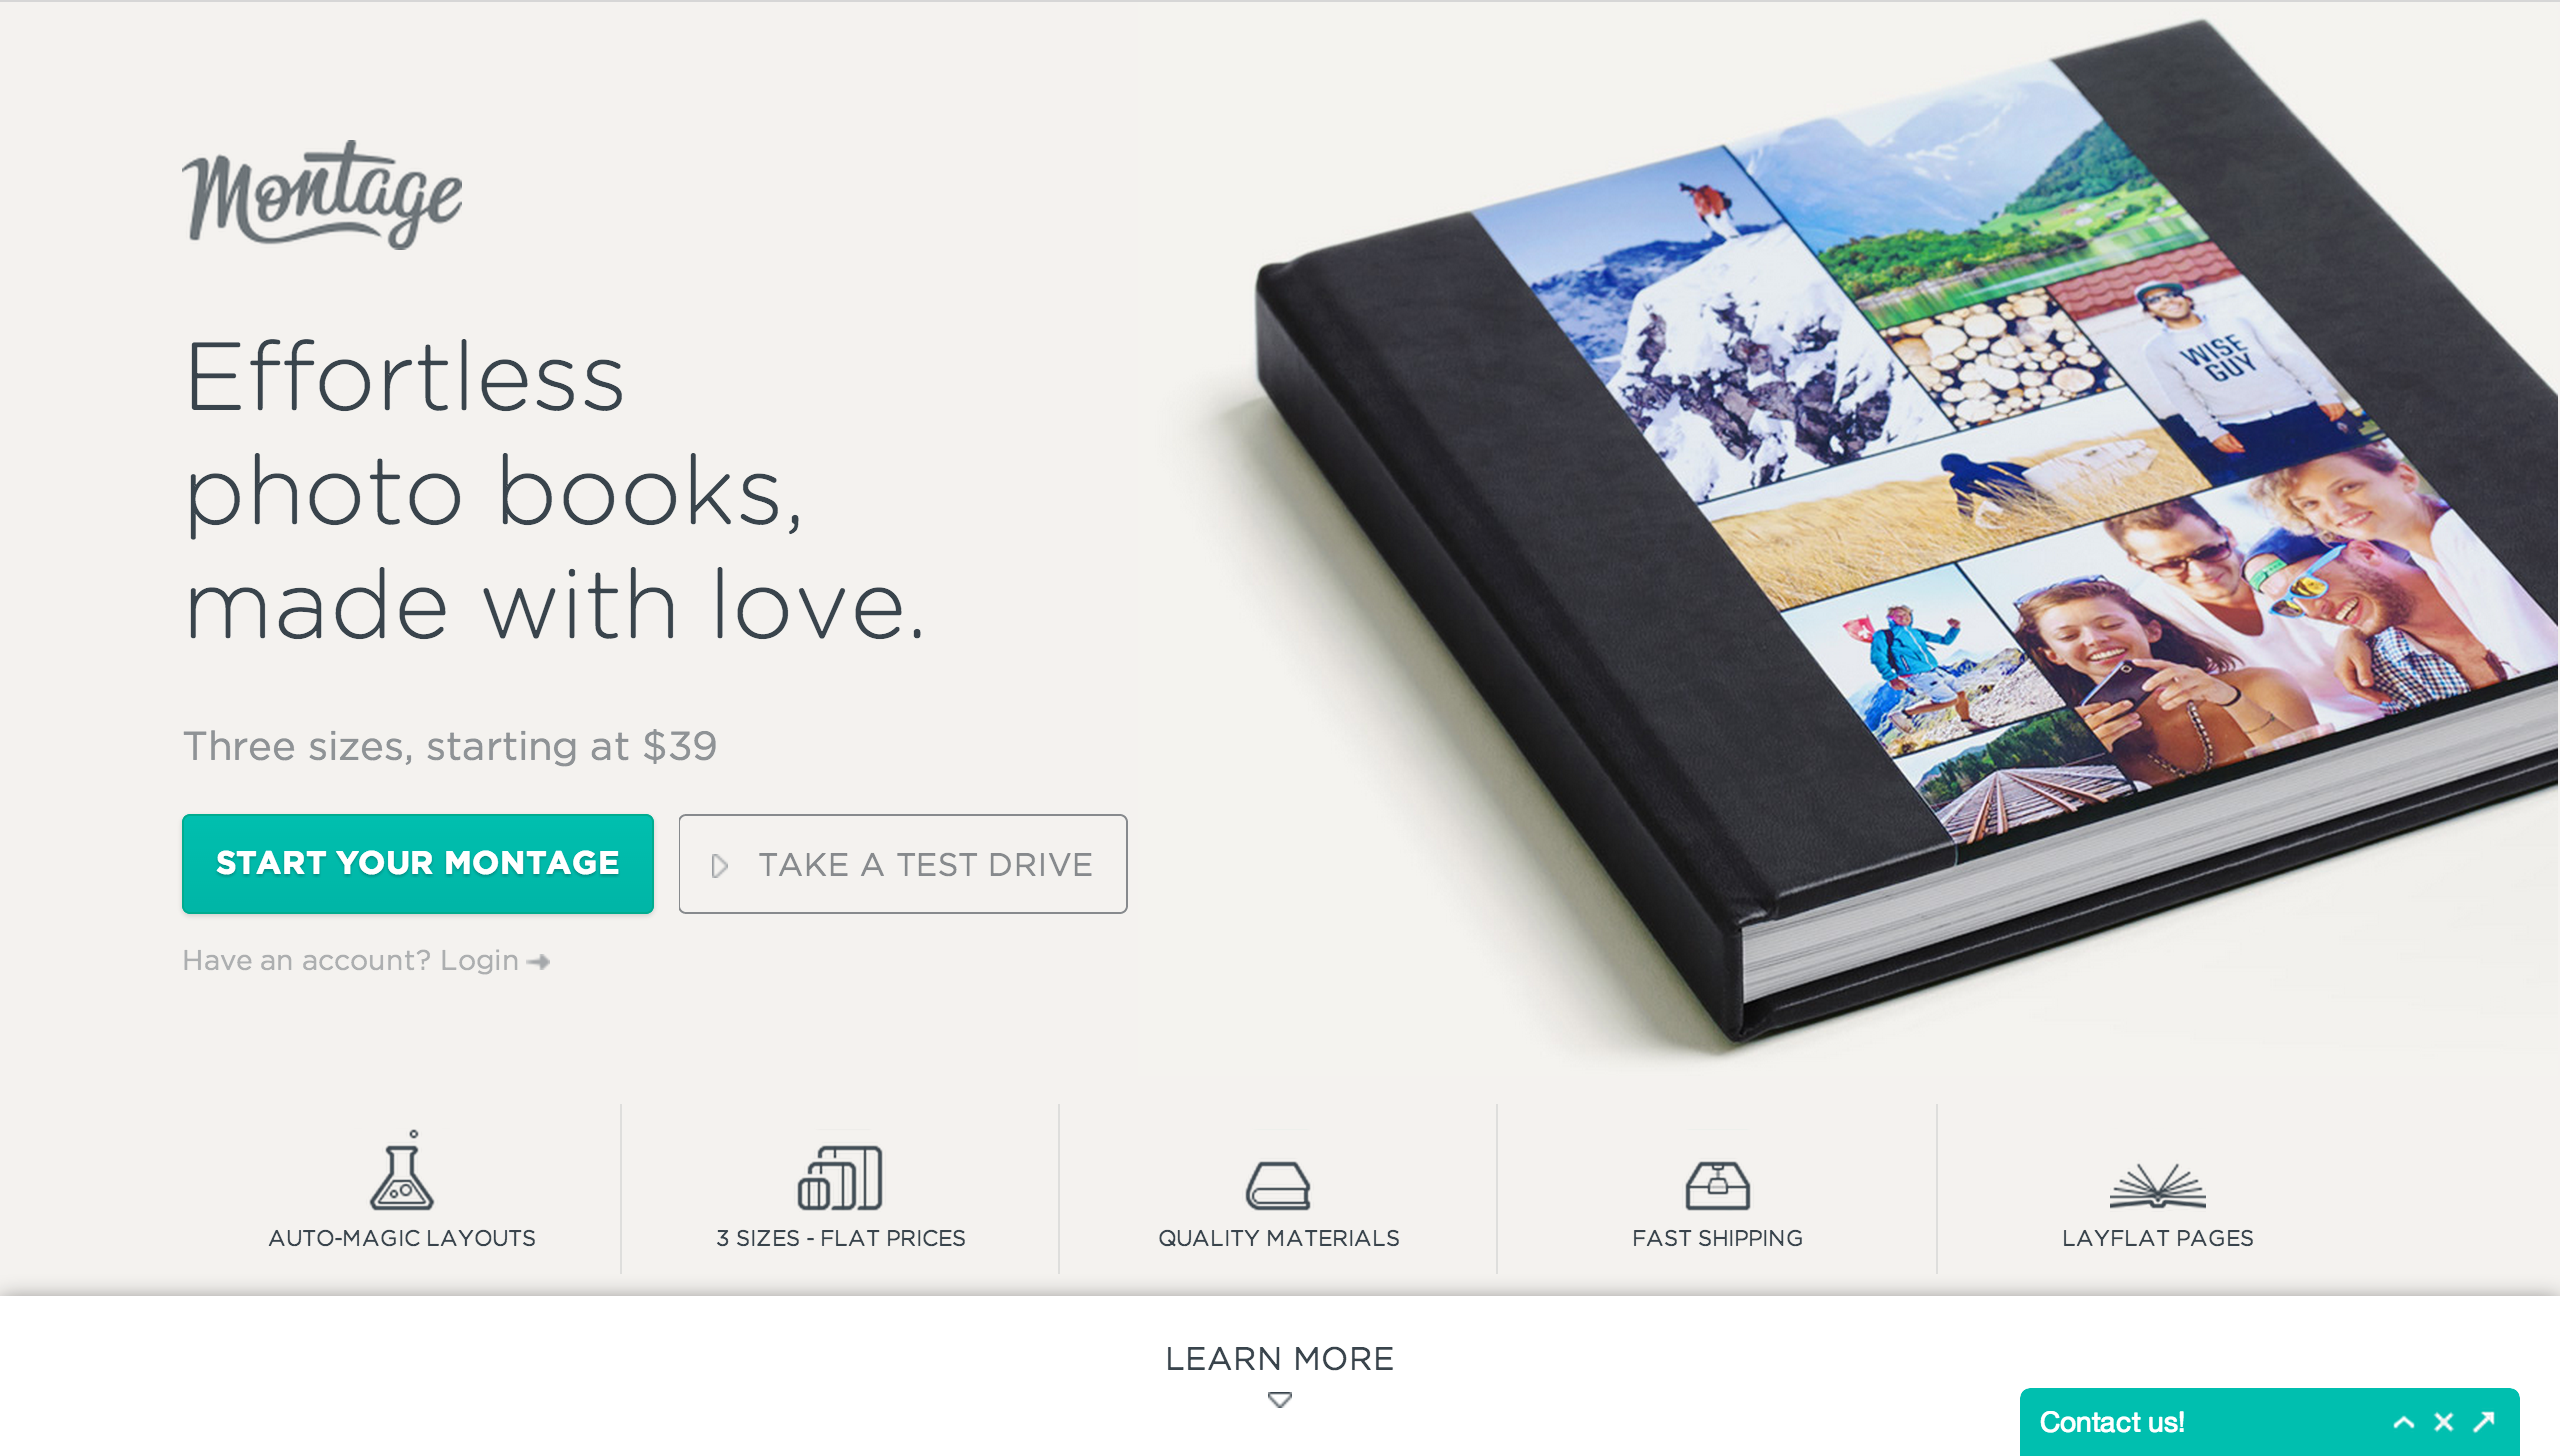 Montage
Effortless
photo books,
made with love.
WISE
GUY
Three sizes, starting at $39
START YOUR MONTAGE
TAKE A TEST DRIVE
Have an account? Login
AUTO-MAGIC LAYOUTS
3 SIZES - FLAT PRICES
QUALITY MATERIALS
FAST SHIPPING
LAYFLAT PAGES
LEARN MORE
Contact us!